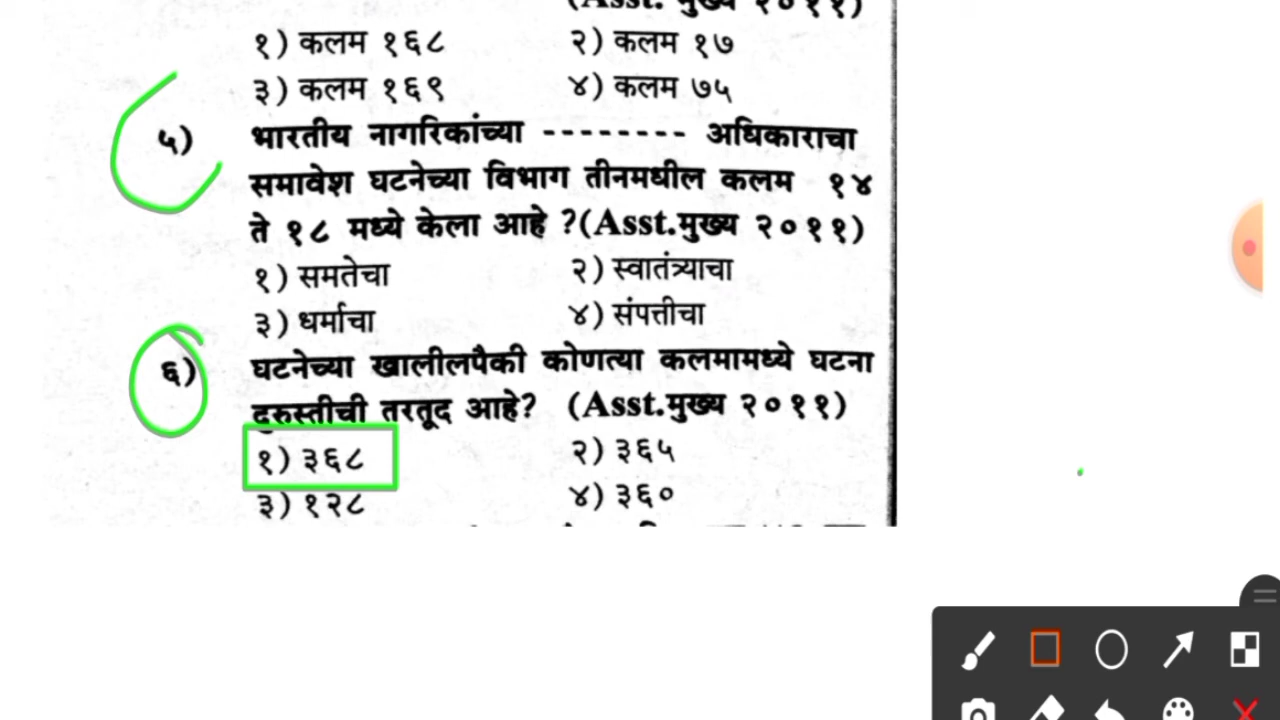 (Asst. मुख्य २०११)
१) कलम १६८ २) कलम १७
३) कलम १६९ ४) कलम ७५
५) भारतीय नागरिकांच्या -------- अधिकाराचा
समावेश घटनेच्या विभाग तीनमधील कलम १४
ते १८ मध्ये केला आहे ?(Asst.मुख्य २०११)
१) समतेचा २) स्वातंत्र्याचा
३) धर्माचा ४) संपत्तीचा
६) घटनेच्या खालीलपैकी कोणत्या कलमामध्ये घटना
दुरुस्तीची तरतूद आहे? (Asst.मुख्य २०११)
१) ३६८ २) ३६५
३) १२८ ४) ३६०